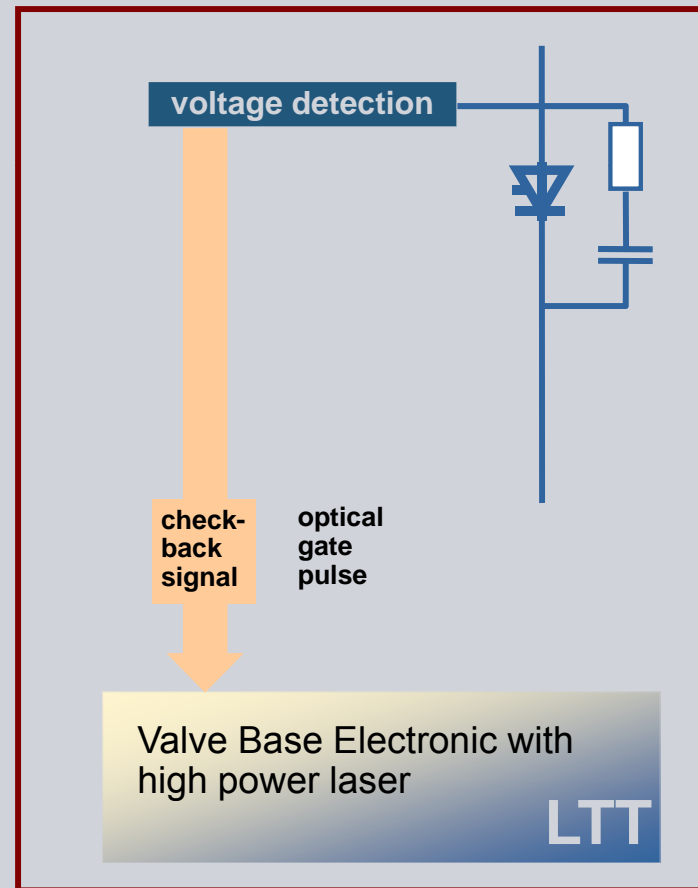 voltage detection
check-
back
signal
optical
gate
pulse
Valve Base Electronic with
high power laser
LTT